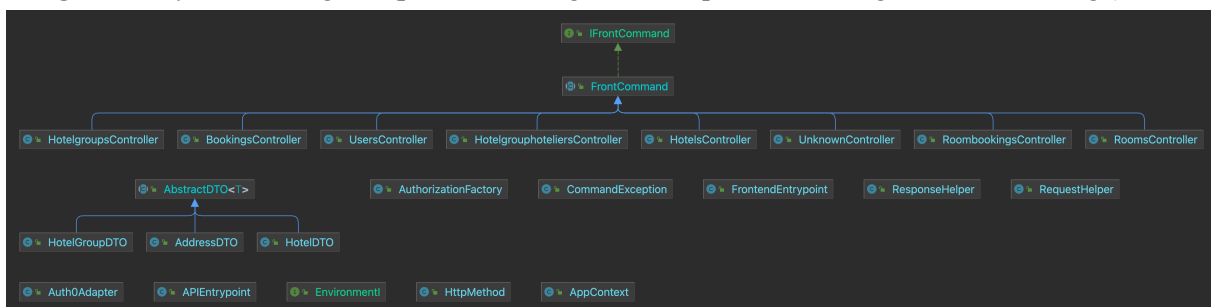 IFrontCommand
FrontCommand
HotelgroupsController BookingsController UsersController HotelgrouphoteliersController HotelsController UnknownController RoombookingsController RoomsController
AbstractDTO<T> AuthorizationFactory CommandException FrontendEntrypoint ResponseHelper RequestHelper
HotelGroupDTO AddressDTO HotelDTO
Auth0Adapter APIEntrypoint EnvironmentI HttpMethod AppContext